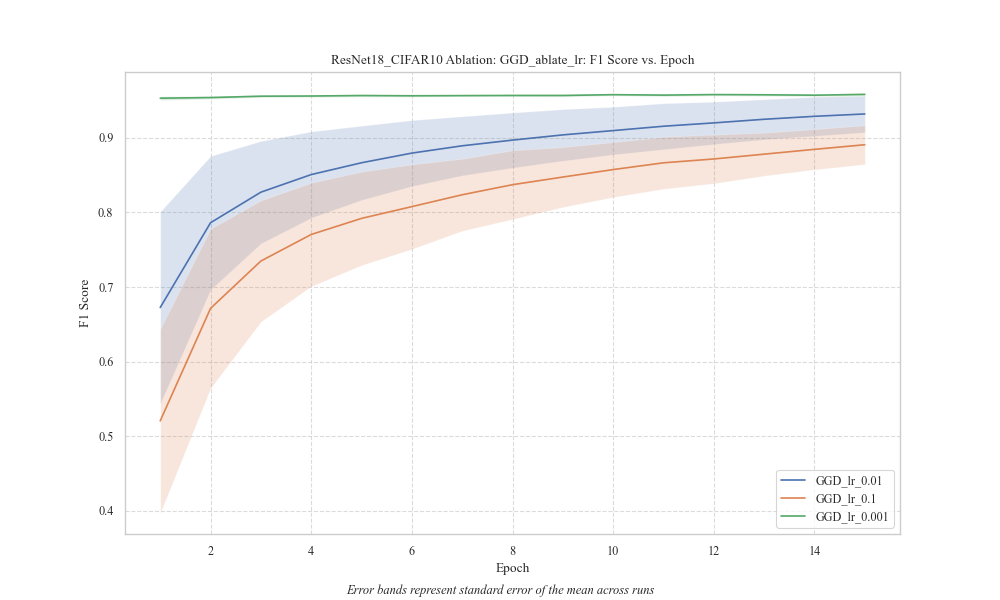 ResNet18_CIFAR10 Ablation: GGD_ablate_lr: F1 Score vs. Epoch
F1 Score
0.9
0.8
0.7
0.6
0.5
0.4
GGD_lr_0.01
GGD_lr_0.1
GGD_lr_0.001
2 4 6 8 10 12 14
Epoch
Error bands represent standard error of the mean across runs